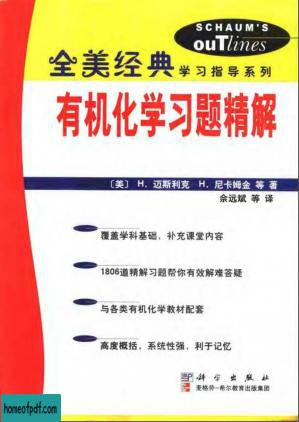 SCHAUM'S
ouTlines
全美经典 学习指导系列
有机化学习题精解
〔美〕 H. 迈斯利克 H. 尼卡姆金 等 著
佘远斌 等 译
覆盖学科基础，补充课堂内容
1806道精解习题帮你有效解难答疑
与各类有机化学教材配套
高度概括，系统性强，利于记忆
科学出版社
麦格劳-希尔教育出版集团
homeofpdf.com
homeofpdf.com